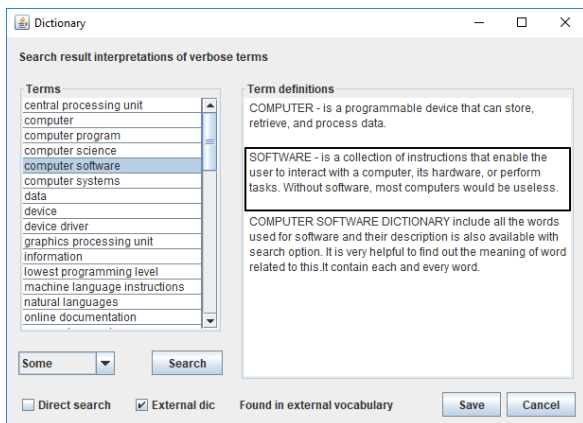 Dictionary
Search result interpretations of verbose terms
Terms
central processing unit
computer
computer program
computer science
computer software
computer systems
data
device
device driver
graphics processing unit
information
lowest programming level
machine language instructions
natural languages
online documentation
Some
Search
Term definitions
COMPUTER - is a programmable device that can store,
retrieve, and process data.
SOFTWARE - is a collection of instructions that enable the
user to interact with a computer, its hardware, or perform
tasks. Without software, most computers would be useless.
COMPUTER SOFTWARE DICTIONARY include all the words
used for software and their description is also available with
search option. It is very helpful to find out the meaning of word
related to this.It contain each and every word.
Direct search
External dic
Found in external vocabulary
Save
Cancel